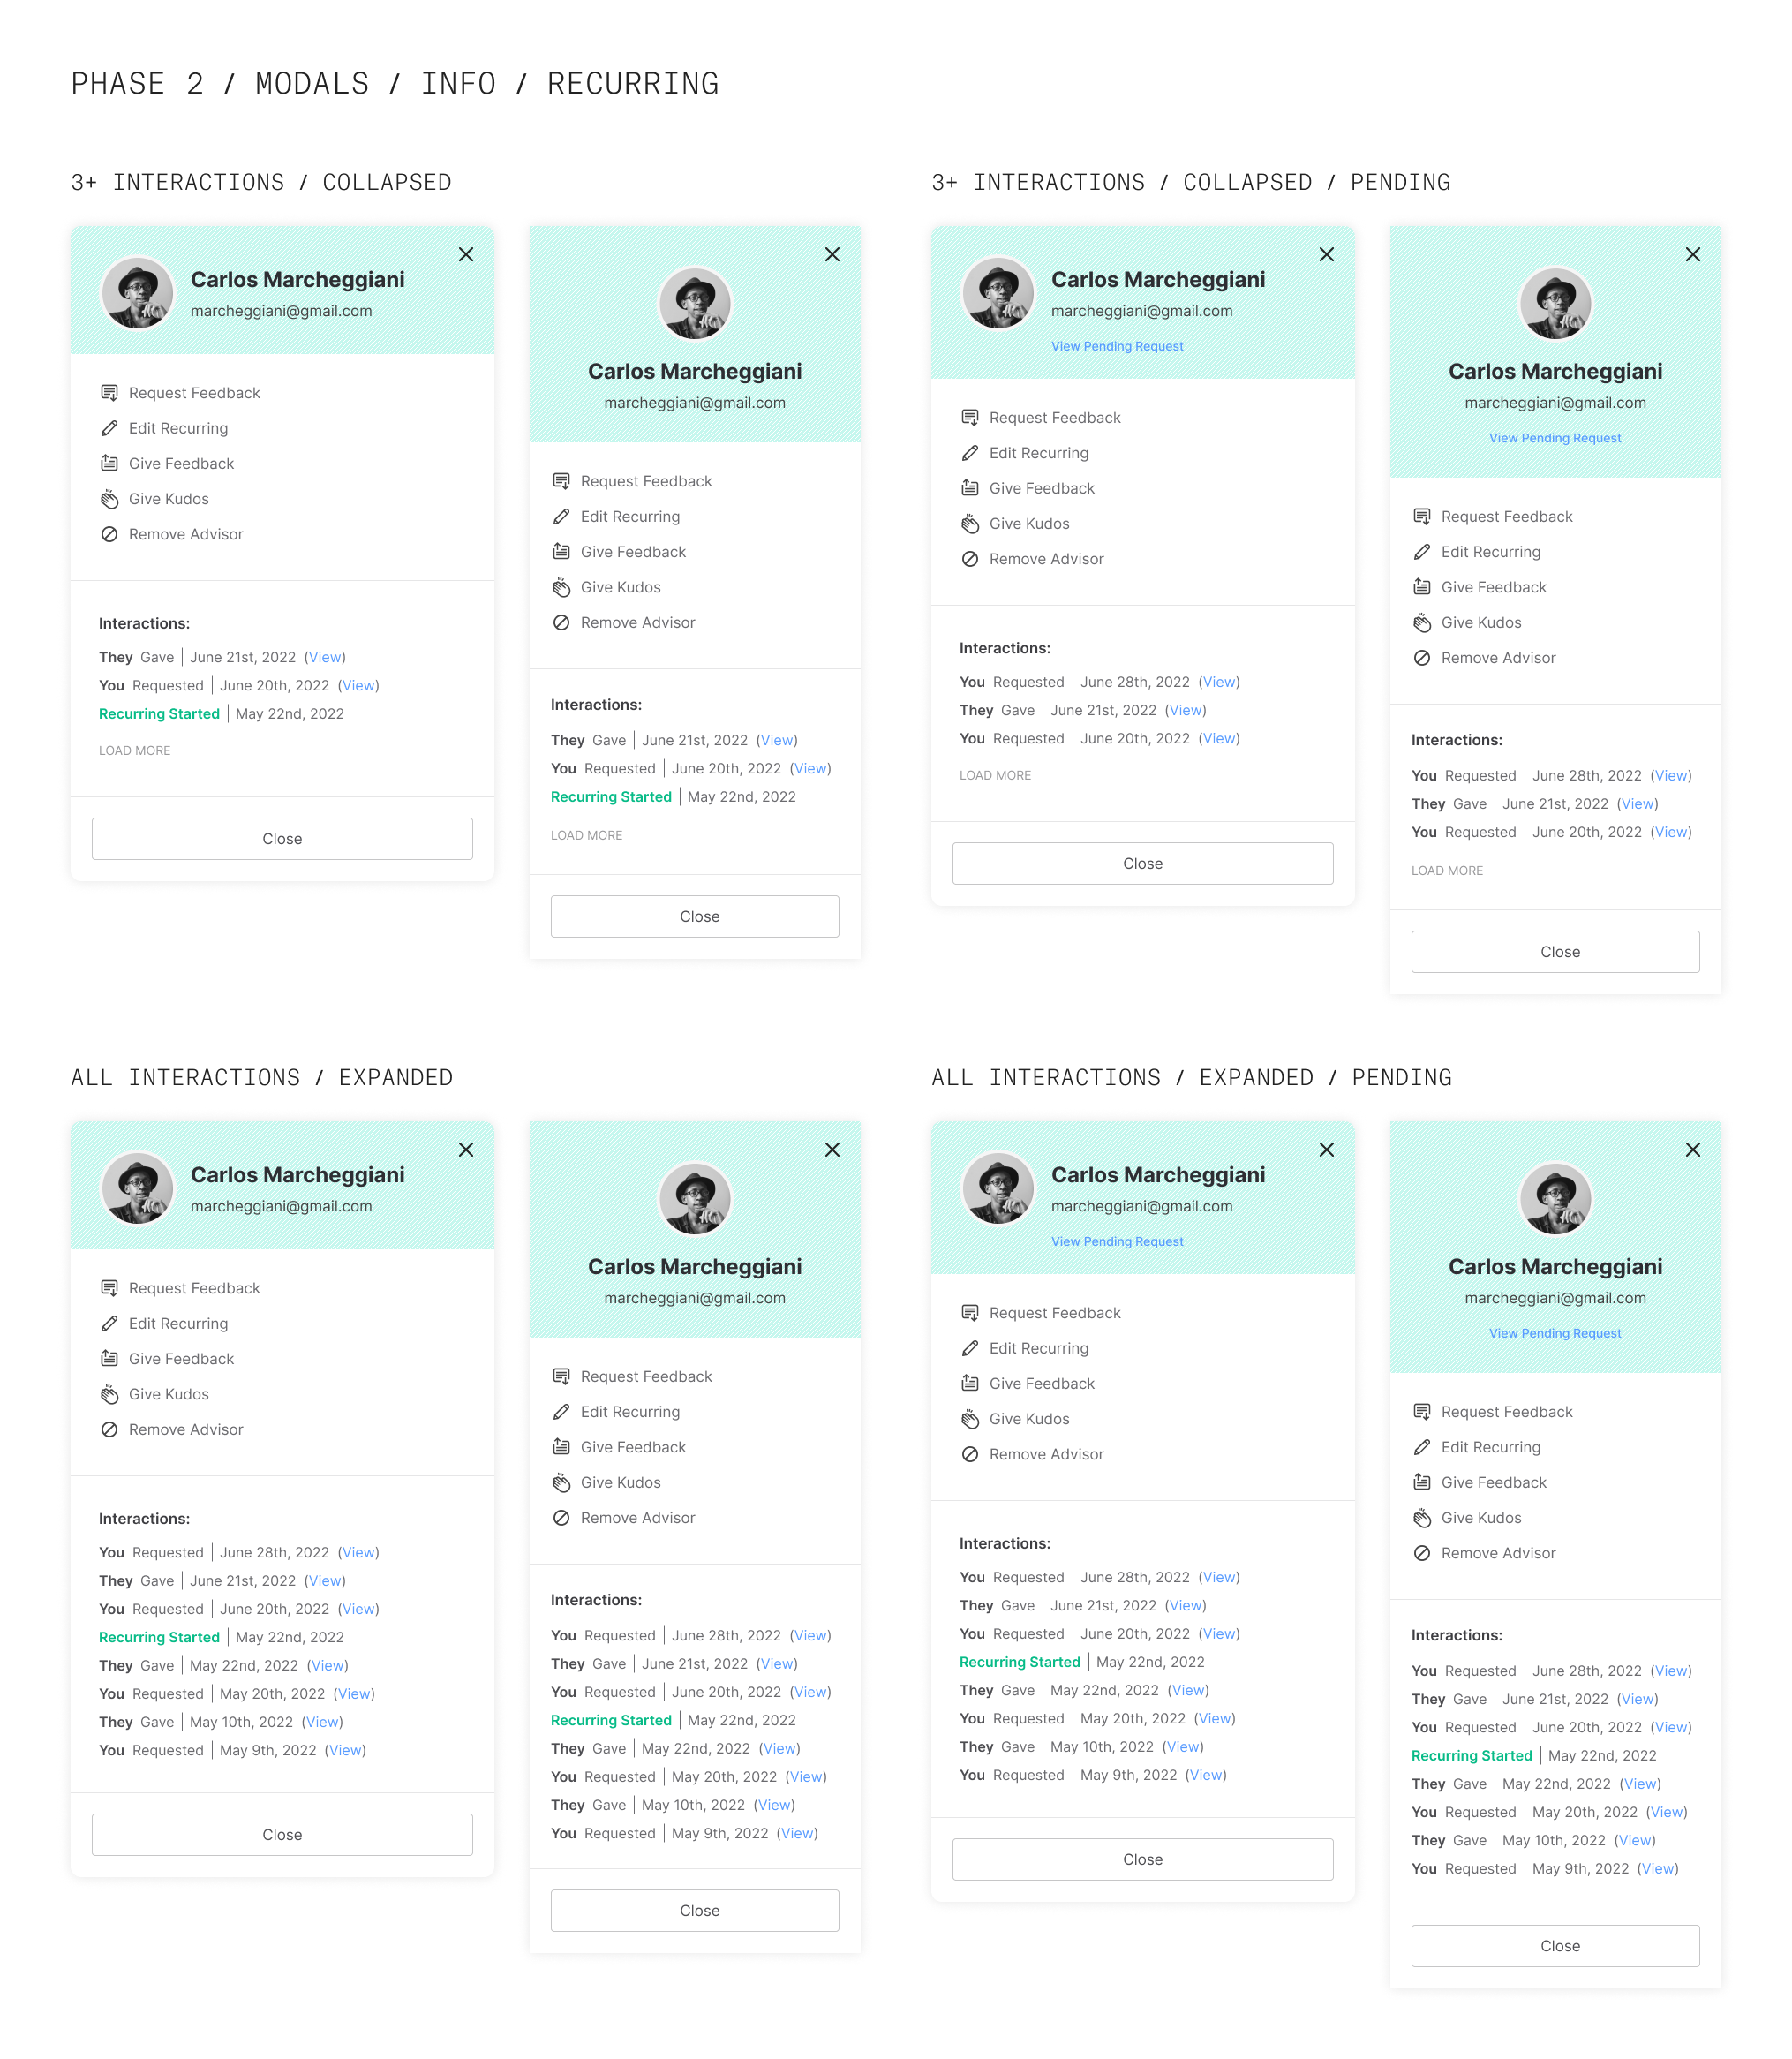 PHASE 2 / MODALS / INFO / RECURRING
3+ INTERACTIONS / COLLAPSED
Carlos Marcheggiani
marcheggiani@gmail.com
Request Feedback
Edit Recurring
Give Feedback
Give Kudos
Remove Advisor
Interactions:
They Gave | June 21st, 2022 (View)
You Requested | June 20th, 2022 (View)
Recurring Started | May 22nd, 2022
LOAD MORE
Close
Carlos Marcheggiani
marcheggiani@gmail.com
Request Feedback
Edit Recurring
Give Feedback
Give Kudos
Remove Advisor
Interactions:
They Gave | June 21st, 2022 (View)
You Requested | June 20th, 2022 (View)
Recurring Started | May 22nd, 2022
LOAD MORE
Close
3+ INTERACTIONS / COLLAPSED / PENDING
Carlos Marcheggiani
marcheggiani@gmail.com
View Pending Request
Request Feedback
Edit Recurring
Give Feedback
Give Kudos
Remove Advisor
Interactions:
You Requested | June 28th, 2022 (View)
They Gave | June 21st, 2022 (View)
You Requested | June 20th, 2022 (View)
LOAD MORE
Close
Carlos Marcheggiani
marcheggiani@gmail.com
View Pending Request
Request Feedback
Edit Recurring
Give Feedback
Give Kudos
Remove Advisor
Interactions:
You Requested | June 28th, 2022 (View)
They Gave | June 21st, 2022 (View)
You Requested | June 20th, 2022 (View)
LOAD MORE
Close
ALL INTERACTIONS / EXPANDED
Carlos Marcheggiani
marcheggiani@gmail.com
Request Feedback
Edit Recurring
Give Feedback
Give Kudos
Remove Advisor
Interactions:
You Requested | June 28th, 2022 (View)
They Gave | June 21st, 2022 (View)
You Requested | June 20th, 2022 (View)
Recurring Started | May 22nd, 2022
They Gave | May 22nd, 2022 (View)
You Requested | May 20th, 2022 (View)
They Gave | May 10th, 2022 (View)
You Requested | May 9th, 2022 (View)
Close
Carlos Marcheggiani
marcheggiani@gmail.com
Request Feedback
Edit Recurring
Give Feedback
Give Kudos
Remove Advisor
Interactions:
You Requested | June 28th, 2022 (View)
They Gave | June 21st, 2022 (View)
You Requested | June 20th, 2022 (View)
Recurring Started | May 22nd, 2022
They Gave | May 22nd, 2022 (View)
You Requested | May 20th, 2022 (View)
They Gave | May 10th, 2022 (View)
You Requested | May 9th, 2022 (View)
Close
ALL INTERACTIONS / EXPANDED / PENDING
Carlos Marcheggiani
marcheggiani@gmail.com
View Pending Request
Request Feedback
Edit Recurring
Give Feedback
Give Kudos
Remove Advisor
Interactions:
You Requested | June 28th, 2022 (View)
They Gave | June 21st, 2022 (View)
You Requested | June 20th, 2022 (View)
Recurring Started | May 22nd, 2022
They Gave | May 22nd, 2022 (View)
You Requested | May 20th, 2022 (View)
They Gave | May 10th, 2022 (View)
You Requested | May 9th, 2022 (View)
Close
Carlos Marcheggiani
marcheggiani@gmail.com
View Pending Request
Request Feedback
Edit Recurring
Give Feedback
Give Kudos
Remove Advisor
Interactions:
You Requested | June 28th, 2022 (View)
They Gave | June 21st, 2022 (View)
You Requested | June 20th, 2022 (View)
Recurring Started | May 22nd, 2022
They Gave | May 22nd, 2022 (View)
You Requested | May 20th, 2022 (View)
They Gave | May 10th, 2022 (View)
You Requested | May 9th, 2022 (View)
Close